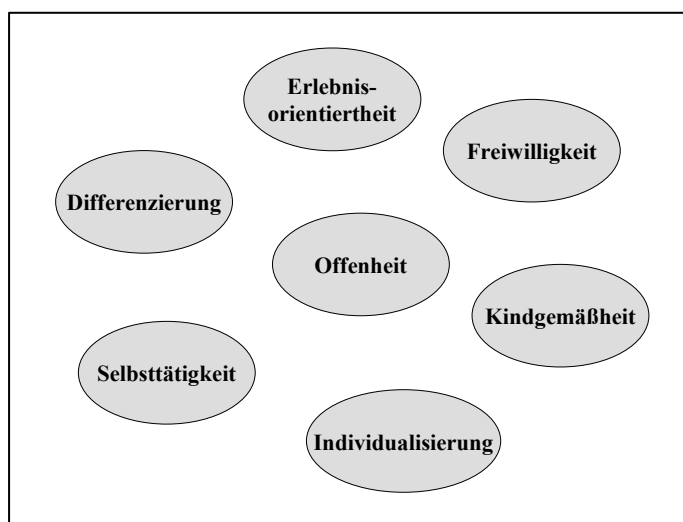 Erlebnis-
orientiertheit
Freiwilligkeit
Differenzierung
Offenheit
Kindgemäßheit
Selbsttätigkeit
Individualisierung